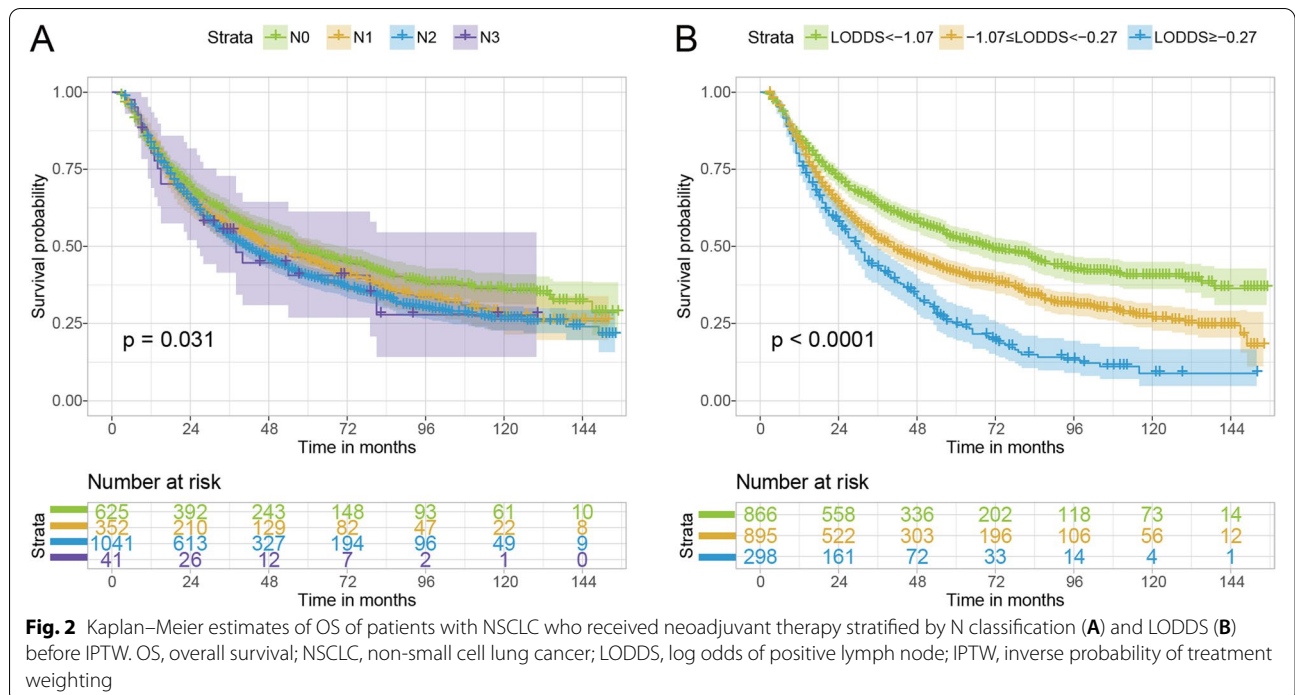 A
Strata N0 N1 N2 N3
1.00
0.75
0.50
0.25
0.00
Survival probability
p = 0.031
0 24 48 72 96 120 144
Time in months
Number at risk
Strata
625 392 243 148 93 61 10
352 210 129 82 47 22 8
1041 613 327 194 96 49 9
41 26 12 7 2 1 0
0 24 48 72 96 120 144
Time in months
B
Strata LODDS<−1.07 −1.07≤LODDS<−0.27 LODDS≥−0.27
1.00
0.75
0.50
0.25
0.00
Survival probability
p < 0.0001
0 24 48 72 96 120 144
Time in months
Number at risk
Strata
866 558 336 202 118 73 14
895 522 303 196 106 56 12
298 161 72 33 14 4 1
0 24 48 72 96 120 144
Time in months
Fig. 2 Kaplan–Meier estimates of OS of patients with NSCLC who received neoadjuvant therapy stratified by N classification (A) and LODDS (B)
before IPTW. OS, overall survival; NSCLC, non-small cell lung cancer; LODDS, log odds of positive lymph node; IPTW, inverse probability of treatment
weighting